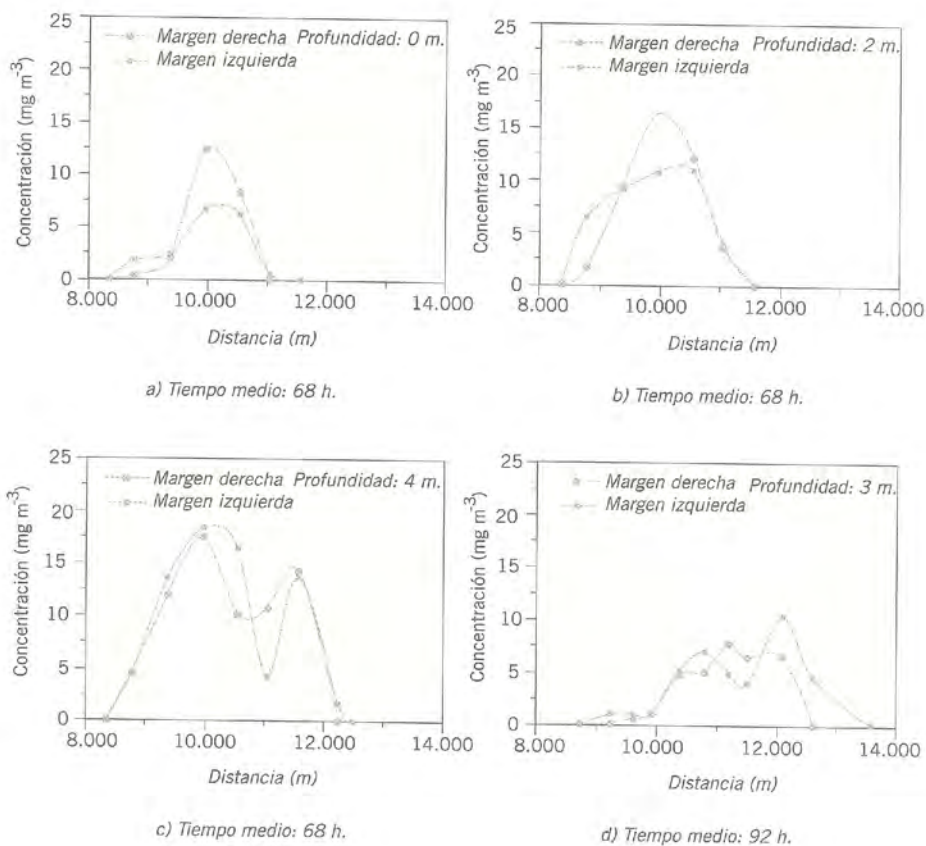 Concentración (mg m⁻³)
25
20
15
10
5
0
Margen derecha Profundidad: 0 m.
Margen izquierda
8.000 10.000 12.000 14.000
Distancia (m)
a) Tiempo medio: 68 h.
Concentración (mg m⁻³)
25
20
15
10
5
0
Margen derecha Profundidad: 2 m.
Margen izquierda
8.000 10.000 12.000 14.000
Distancia (m)
b) Tiempo medio: 68 h.
Concentración (mg m⁻³)
25
20
15
10
5
0
Margen derecha Profundidad: 4 m.
Margen izquierda
8.000 10.000 12.000 14.000
Distancia (m)
c) Tiempo medio: 68 h.
Concentración (mg m⁻³)
25
20
15
10
5
0
Margen derecha Profundidad: 3 m.
Margen izquierda
8.000 10.000 12.000 14.000
Distancia (m)
d) Tiempo medio: 92 h.